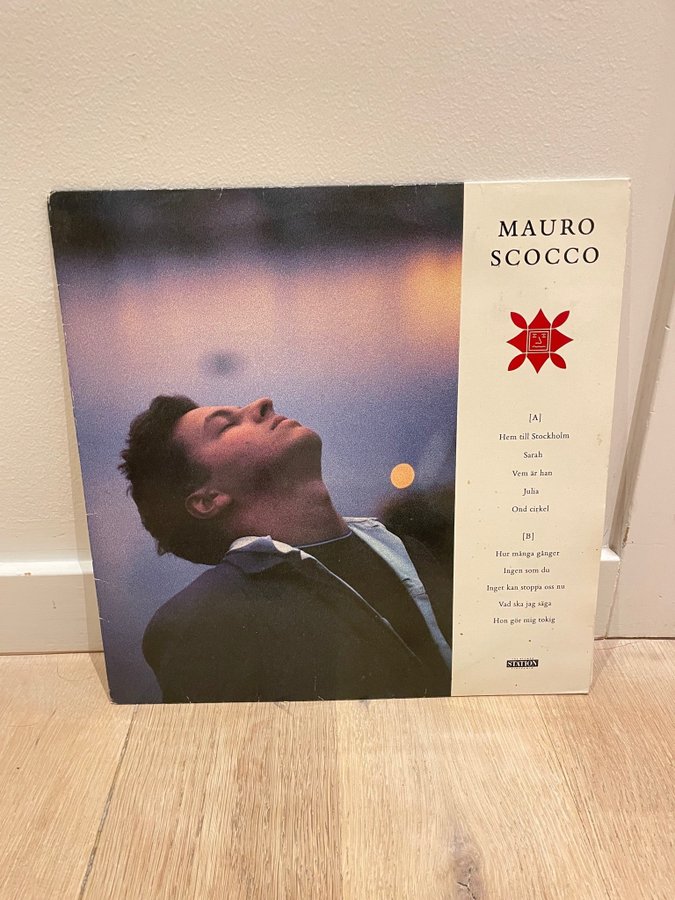 MAURO
SCOCCO
[A]
Hem till Stockholm
Sarah
Vem är han
Julia
Ond cirkel
[B]
Hur många gånger
Ingen som du
Inget kan stoppa oss nu
Vad ska jag säga
Hon gör mig tokig
STATION